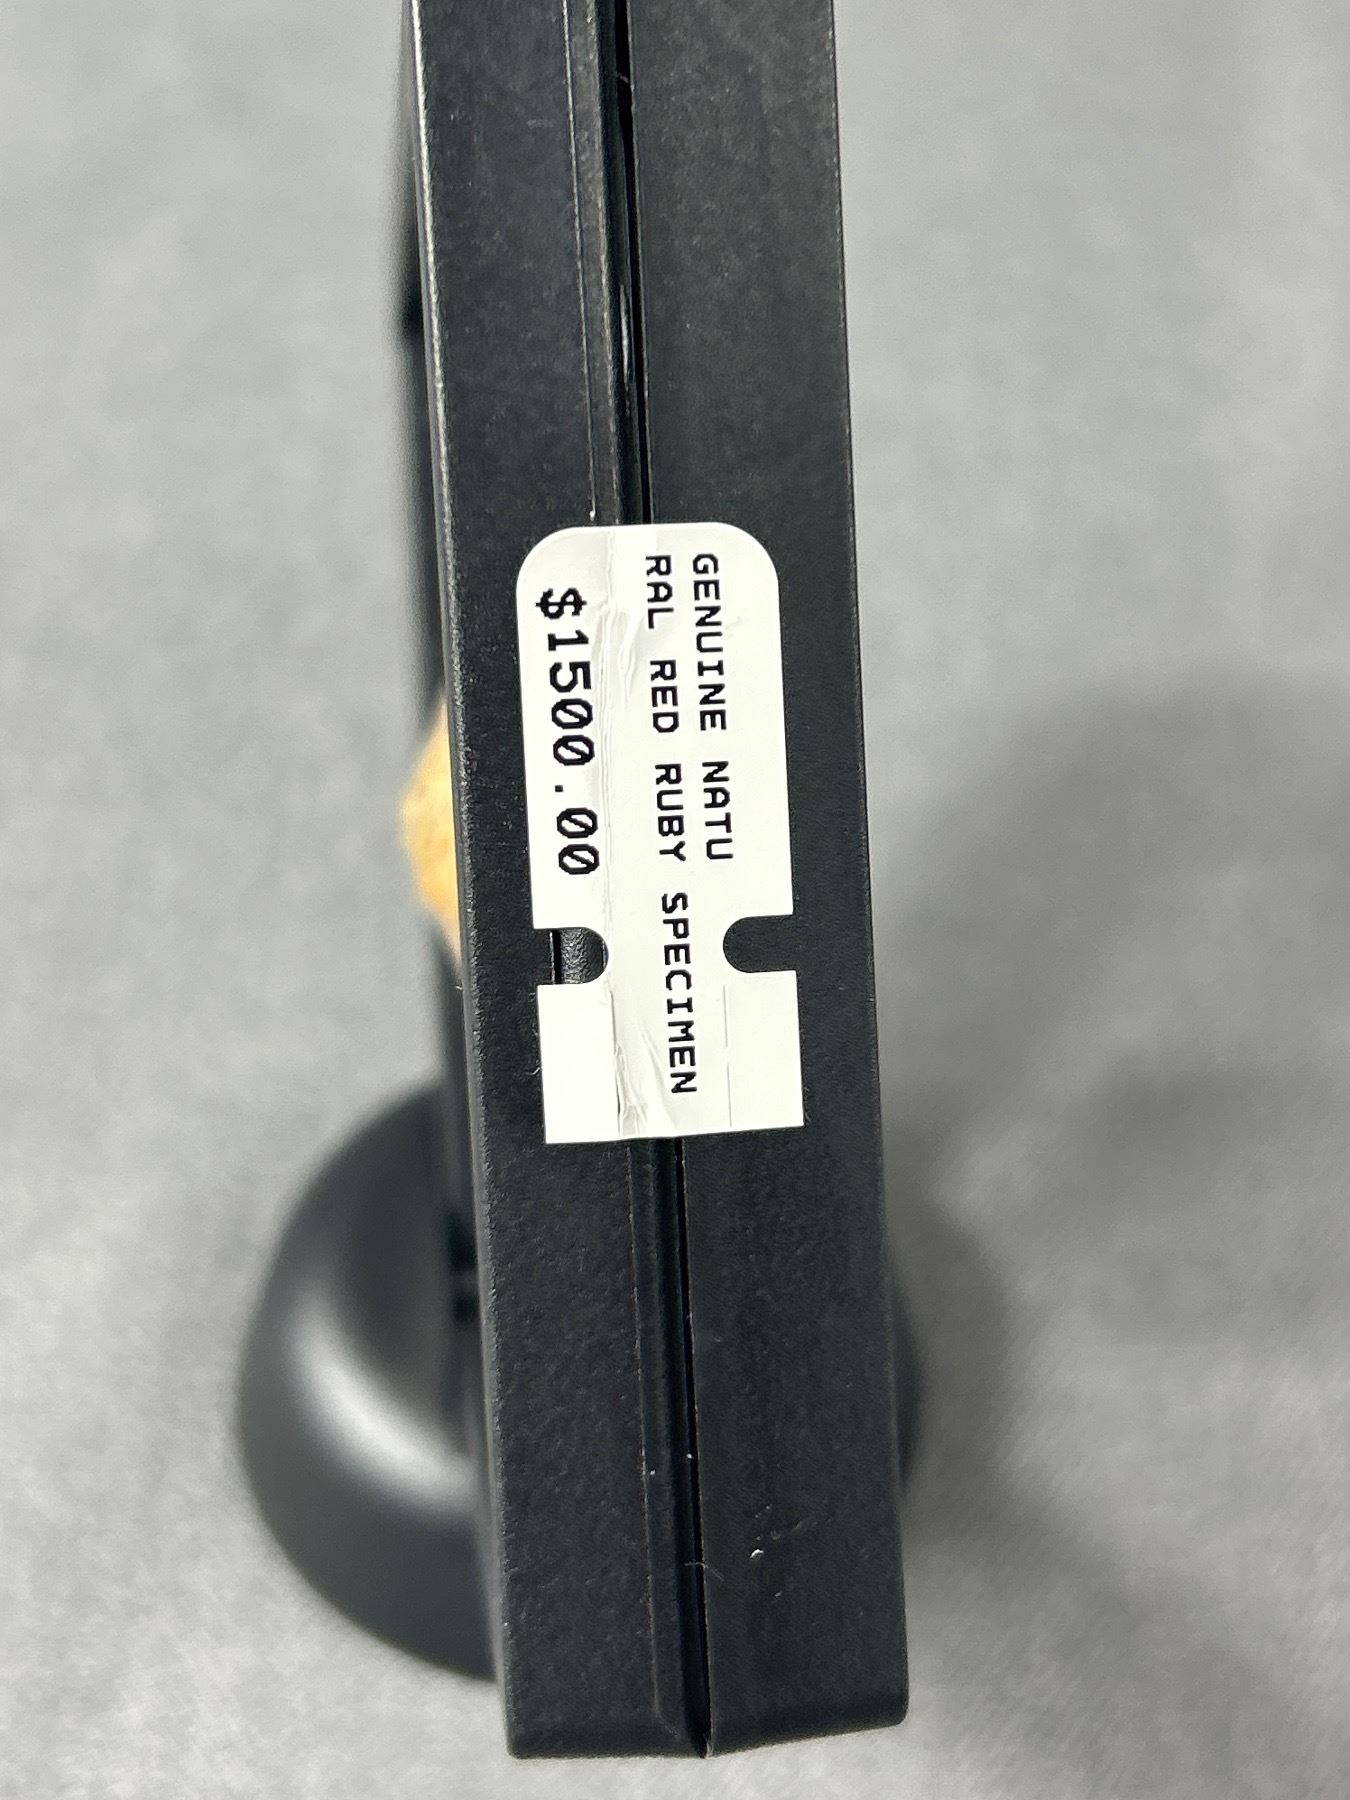 GENUINE NATU
RAL RED RUBY SPECIMEN
$1500.00